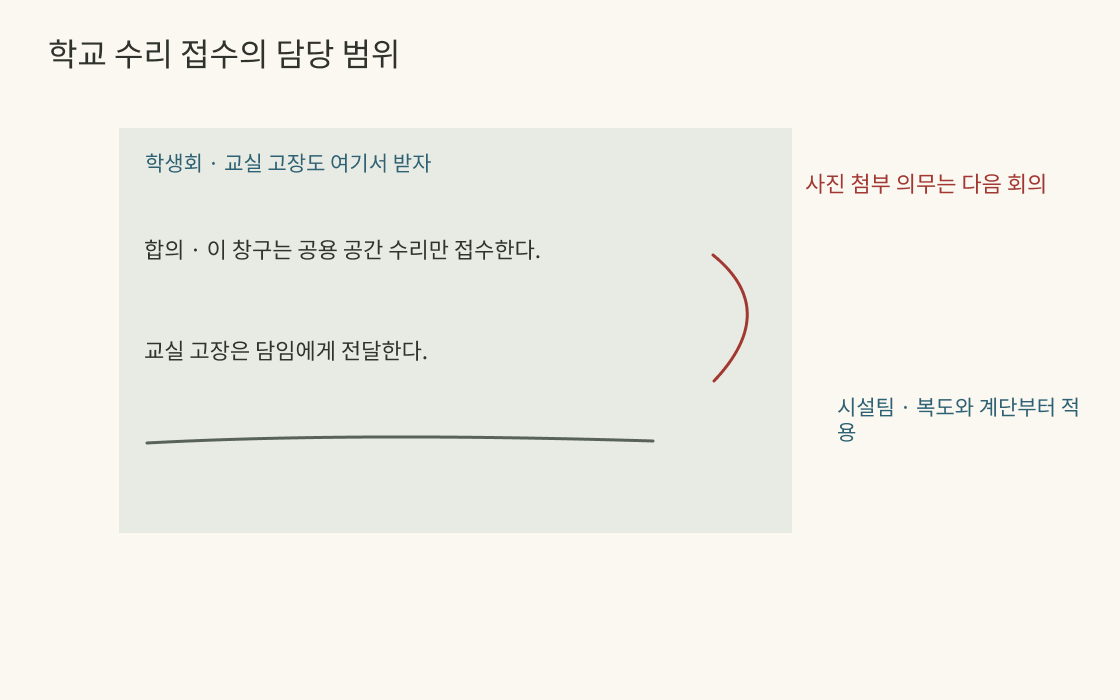 학교 수리 접수의 담당 범위
학생회 · 교실 고장도 여기서 받자
사진 첨부 의무는 다음 회의
합의 · 이 창구는 공용 공간 수리만 접수한다.
교실 고장은 담임에게 전달한다.
시설팀 · 복도와 계단부터 적
용